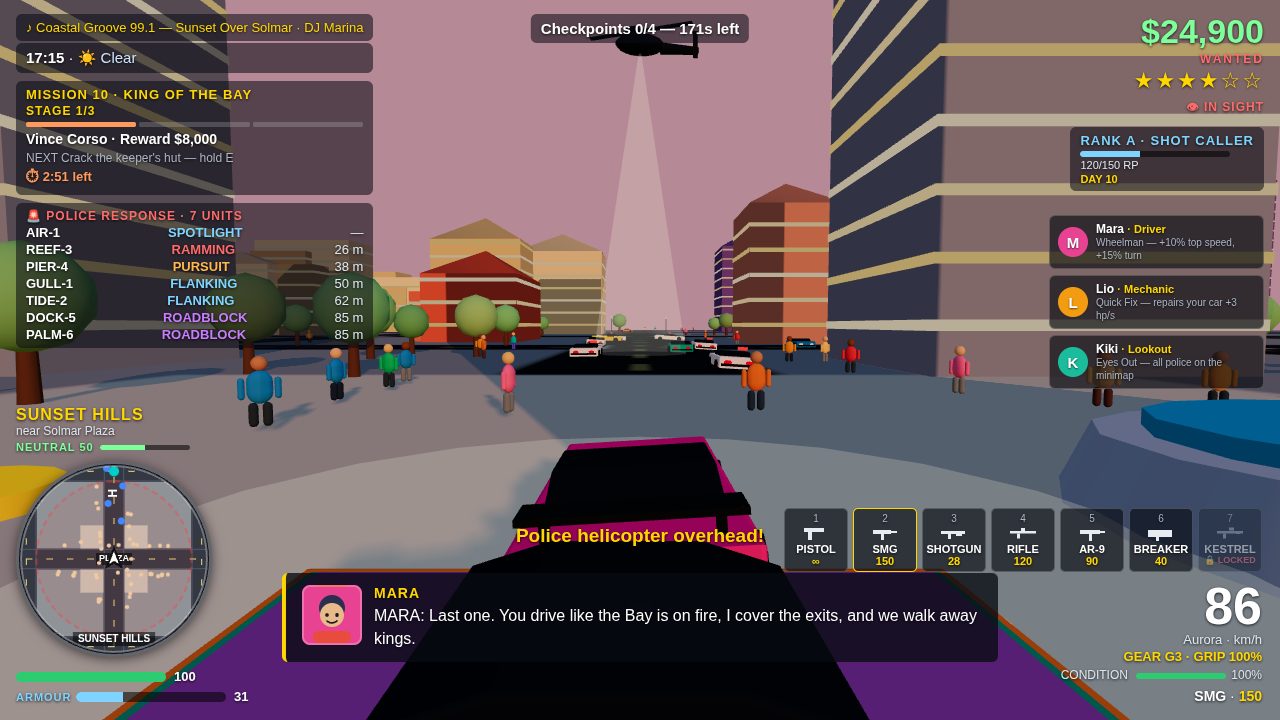 ♪ Coastal Groove 99.1 — Sunset Over Solmar · DJ Marina
17:15 · ☀️ Clear
MISSION 10 · KING OF THE BAY
STAGE 1/3
Vince Corso · Reward $8,000
NEXT Crack the keeper's hut — hold E
⏱ 2:51 left
🚨 POLICE RESPONSE · 7 UNITS
AIR-1 SPOTLIGHT —
REEF-3 RAMMING 26 m
PIER-4 PURSUIT 38 m
GULL-1 FLANKING 50 m
TIDE-2 FLANKING 62 m
DOCK-5 ROADBLOCK 85 m
PALM-6 ROADBLOCK 85 m
Checkpoints 0/4 — 171s left
$24,900
WANTED
★★★★☆☆
👁 IN SIGHT
RANK A · SHOT CALLER
120/150 RP
DAY 10
M
Mara · Driver
Wheelman — +10% top speed,
+15% turn
L
Lio · Mechanic
Quick Fix — repairs your car +3
hp/s
K
Kiki · Lookout
Eyes Out — all police on the
minimap
SUNSET HILLS
near Solmar Plaza
NEUTRAL 50
H
PLAZA
SUNSET HILLS
100
ARMOUR 31
Police helicopter overhead!
MARA
MARA: Last one. You drive like the Bay is on fire, I cover the exits, and we walk away
kings.
1 PISTOL ∞
2 SMG 150
3 SHOTGUN 28
4 RIFLE 120
5 AR-9 90
6 BREAKER 40
7 KESTREL 🔒 LOCKED
86
Aurora · km/h
GEAR G3 · GRIP 100%
CONDITION 100%
SMG · 150